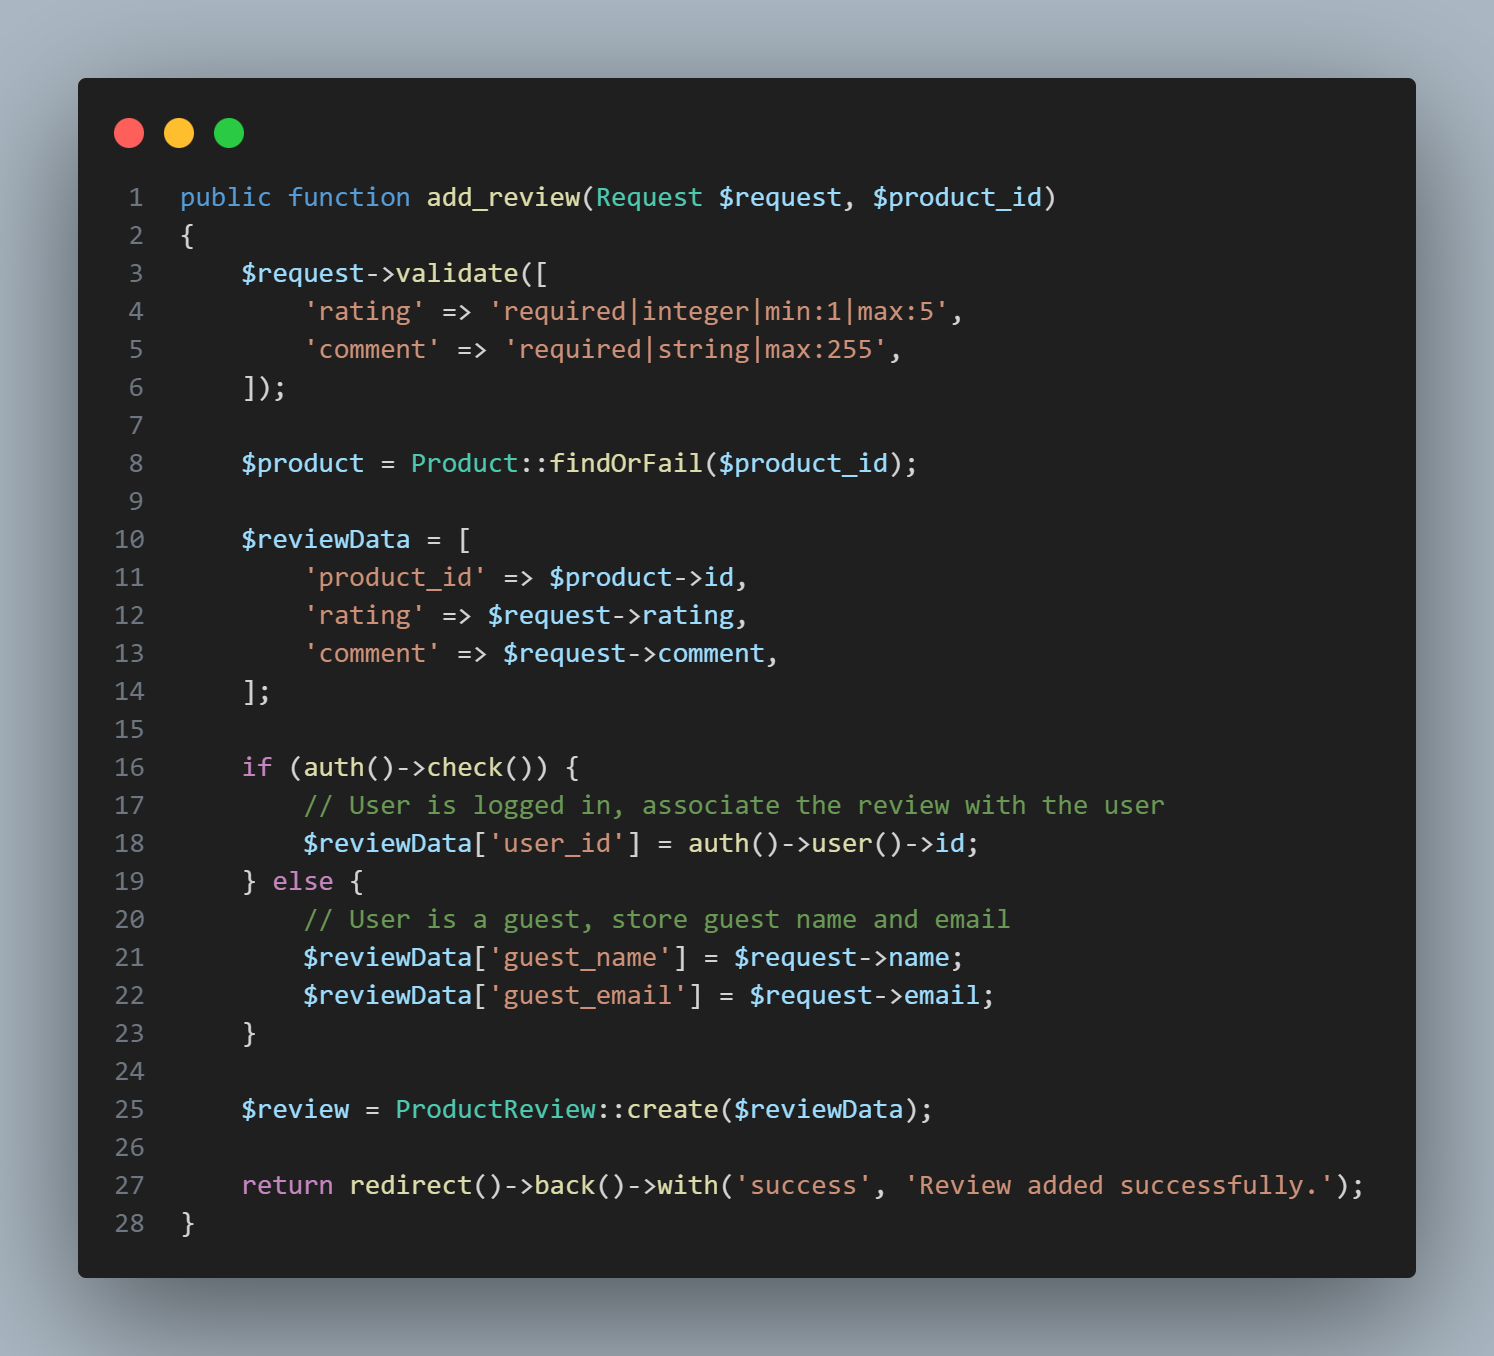 1 public function add_review(Request $request, $product_id)
2 {
3     $request->validate([
4         'rating' => 'required|integer|min:1|max:5',
5         'comment' => 'required|string|max:255',
6     ]);
7
8     $product = Product::findOrFail($product_id);
9
10     $reviewData = [
11         'product_id' => $product->id,
12         'rating' => $request->rating,
13         'comment' => $request->comment,
14     ];
15
16     if (auth()->check()) {
17         // User is logged in, associate the review with the user
18         $reviewData['user_id'] = auth()->user()->id;
19     } else {
20         // User is a guest, store guest name and email
21         $reviewData['guest_name'] = $request->name;
22         $reviewData['guest_email'] = $request->email;
23     }
24
25     $review = ProductReview::create($reviewData);
26
27     return redirect()->back()->with('success', 'Review added successfully.');
28 }